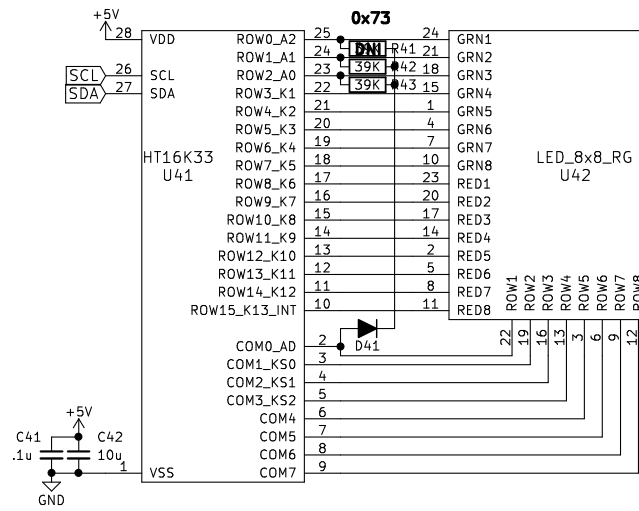 +5V
0x73
28 VDD ROW0_A2 25 24 GRN1
DNI R41
ROW1_A1 24 21 GRN2
39K R42
SCL 26 SCL ROW2_A0 23 18 GRN3
39K R43
SDA 27 SDA ROW3_K1 22 15 GRN4
ROW4_K2 21 1 GRN5
ROW5_K3 20 4 GRN6
ROW6_K4 19 7 GRN7
HT16K33 LED_8x8_RG
ROW7_K5 18 10 GRN8
U41 U42
ROW8_K6 17 23 RED1
ROW9_K7 16 20 RED2
ROW10_K8 15 17 RED3
ROW11_K9 14 14 RED4
ROW12_K10 13 2 RED5
ROW13_K11 12 5 RED6
ROW14_K12 11 8 RED7
ROW15_K13_INT 10 11 RED8
ROW1 ROW2 ROW3 ROW4 ROW5 ROW6 ROW7 ROW8
22 19 16 13 3 6 9 12
COM0_AD 2 D41
COM1_KS0 3
COM2_KS1 4
COM3_KS2 5
+5V
COM4 6
C41 C42
COM5 7
.1u 10u
COM6 8
1 VSS COM7 9
GND